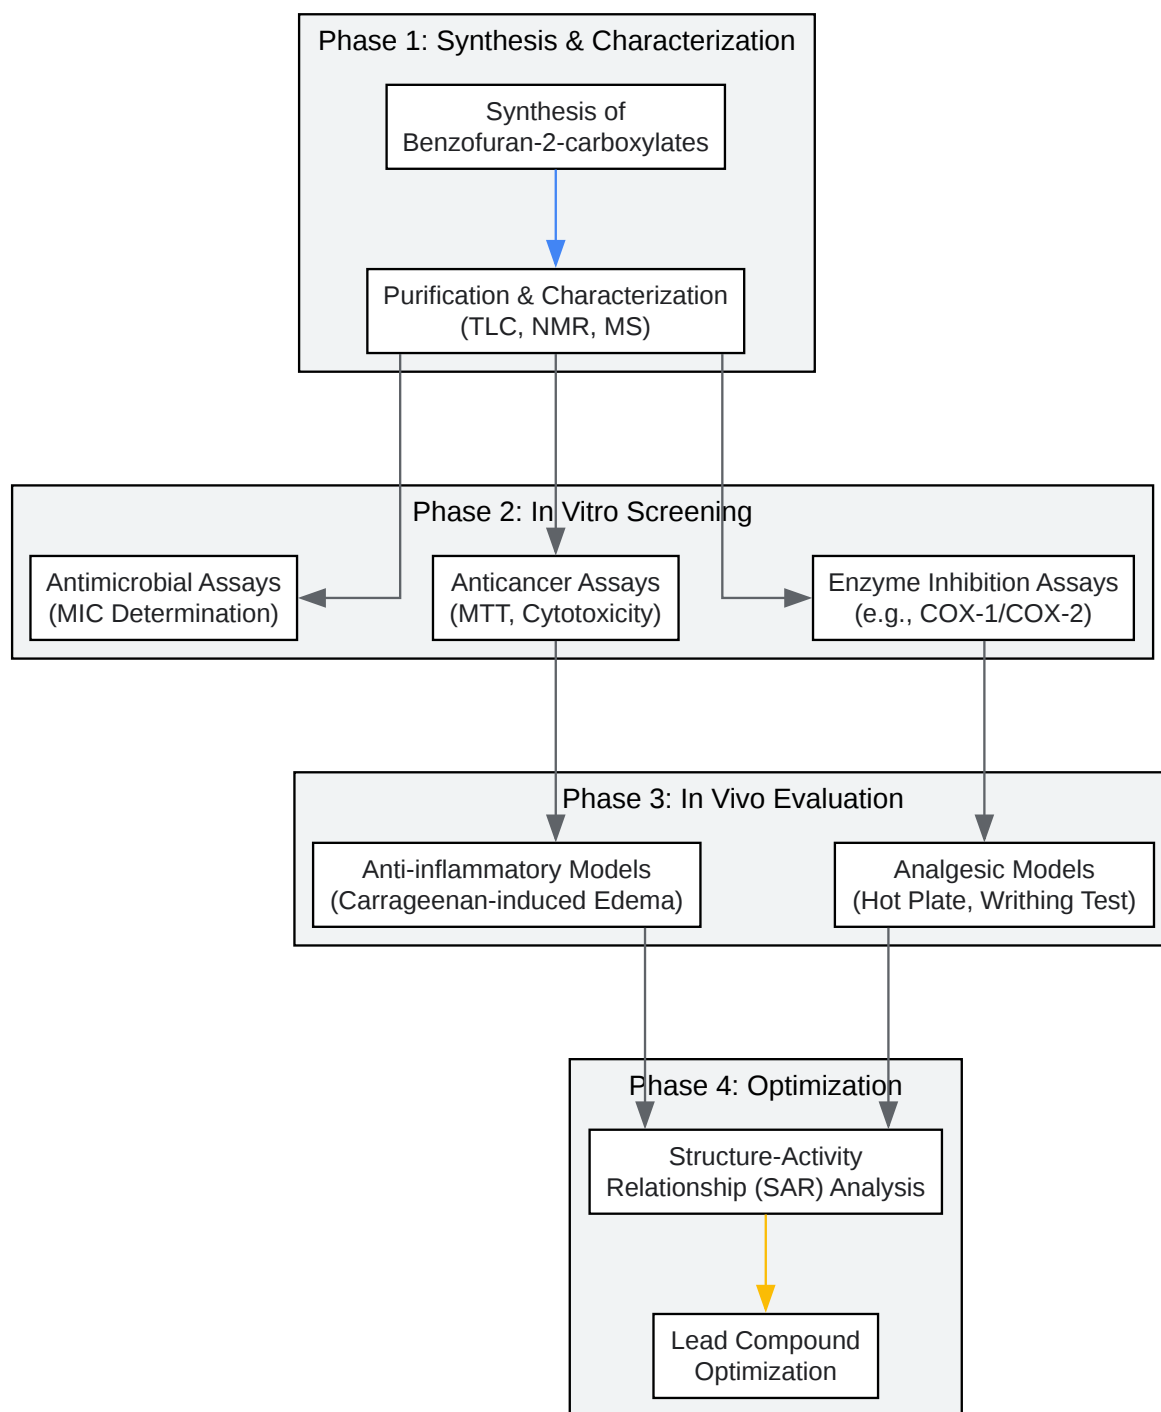 Phase 1: Synthesis & Characterization
Synthesis of
Benzofuran-2-carboxylates
Purification & Characterization
(TLC, NMR, MS)
Phase 2: In Vitro Screening
Antimicrobial Assays
(MIC Determination)
Anticancer Assays
(MTT, Cytotoxicity)
Enzyme Inhibition Assays
(e.g., COX-1/COX-2)
Phase 3: In Vivo Evaluation
Anti-inflammatory Models
(Carrageenan-induced Edema)
Analgesic Models
(Hot Plate, Writhing Test)
Phase 4: Optimization
Structure-Activity
Relationship (SAR) Analysis
Lead Compound
Optimization